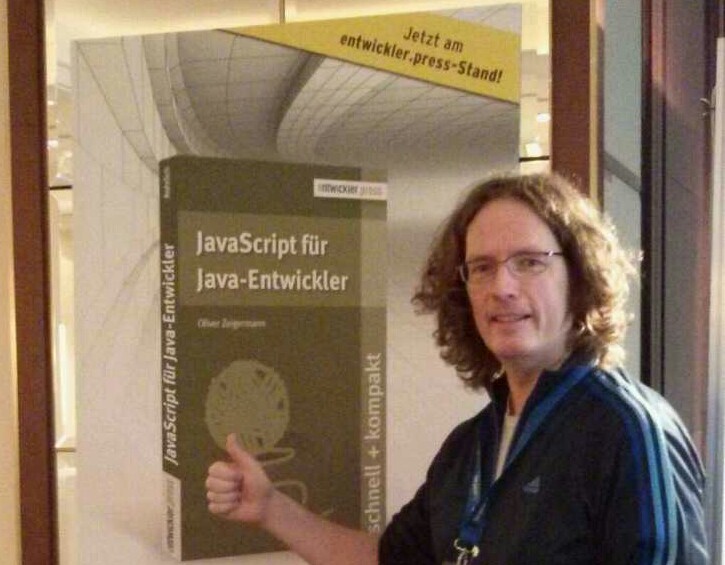 Jetzt am
entwickler.press-Stand!
entwickler.press
JavaScript für
Java-Entwickler
Oliver Zeigermann
schnell + kompakt
JavaScript für Java-Entwickler
entwickler.press
adidas